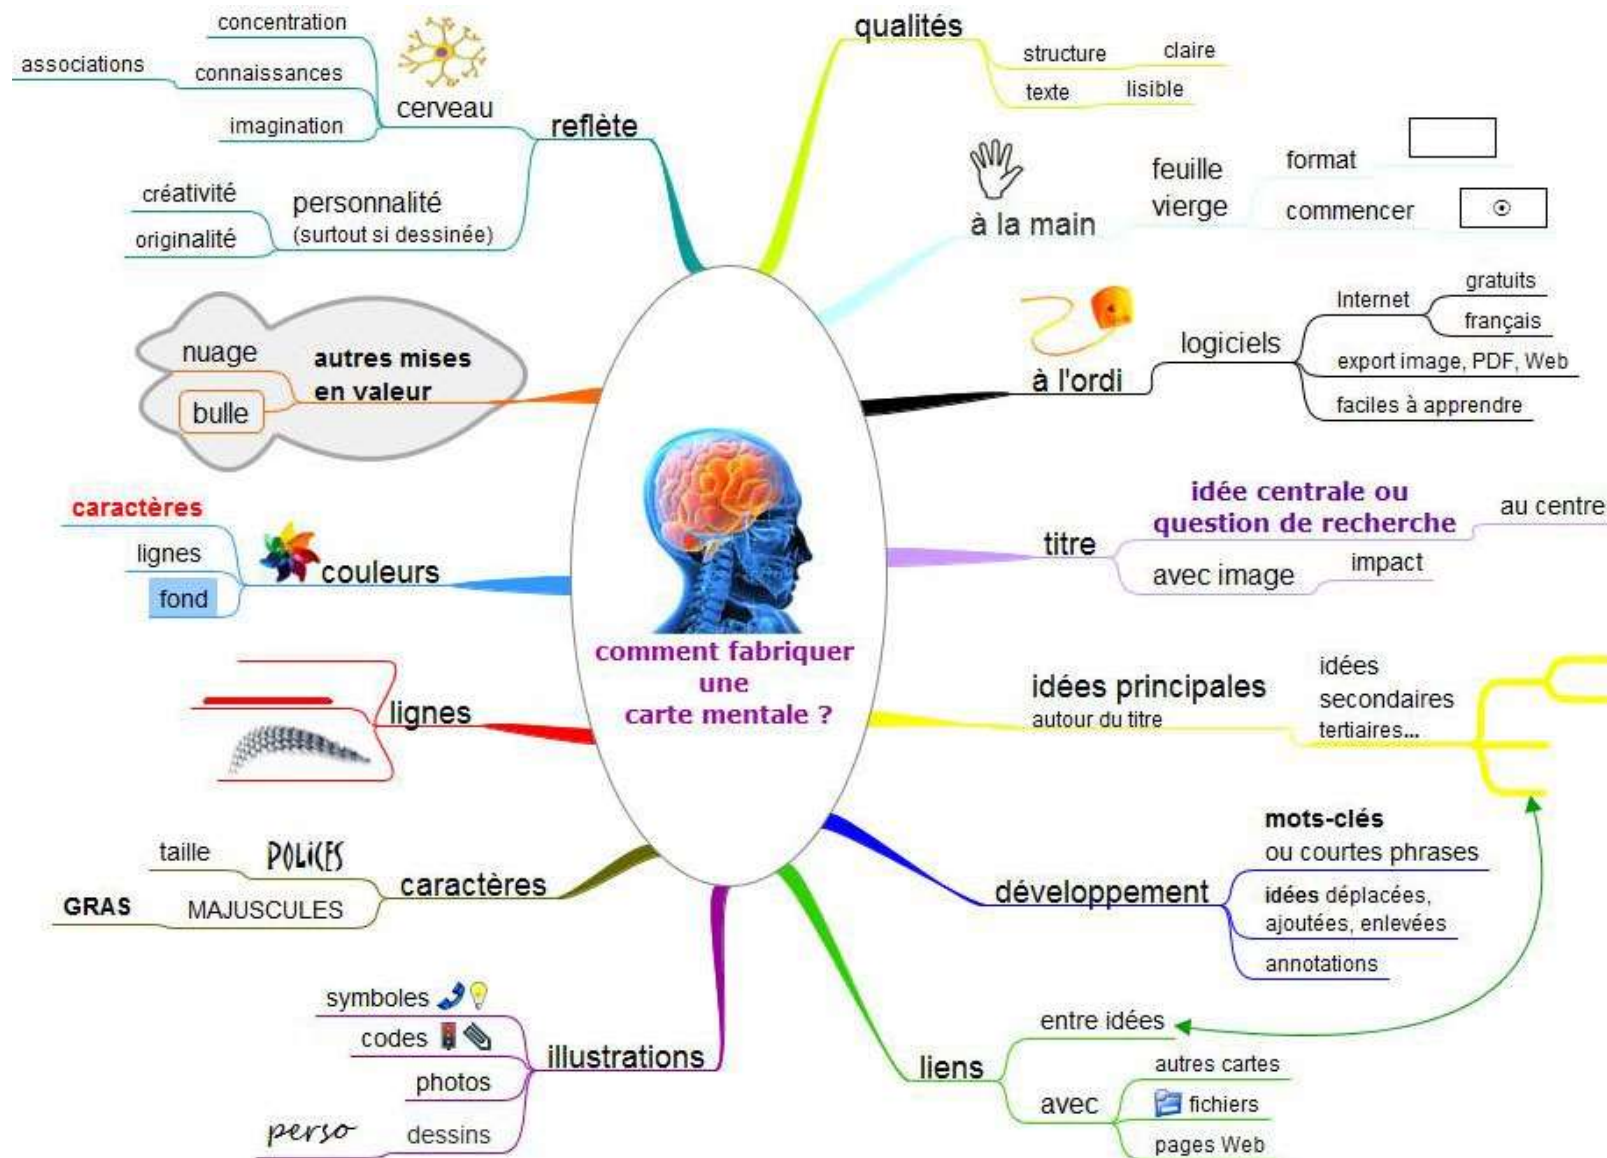 comment fabriquer
une
carte mentale ?
qualités
structure
claire
texte
lisible
à la main
feuille
vierge
format
commencer
à l'ordi
logiciels
Internet
gratuits
français
export image, PDF, Web
faciles à apprendre
titre
idée centrale ou
question de recherche
au centre
avec image
impact
idées principales
autour du titre
idées
secondaires
tertiaires...
développement
mots-clés
ou courtes phrases
idées déplacées,
ajoutées, enlevées
annotations
liens
entre idées
avec
autres cartes
fichiers
pages Web
illustrations
symboles
codes
photos
dessins
perso
caractères
POLICES
taille
MAJUSCULES
GRAS
lignes
couleurs
caractères
lignes
fond
autres mises
en valeur
nuage
bulle
reflète
cerveau
concentration
connaissances
associations
imagination
personnalité
(surtout si dessinée)
créativité
originalité